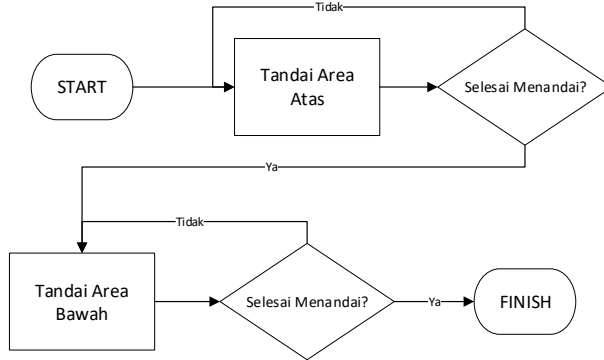 Tidak
START
Tandai Area
Atas
Selesai Menandai?
Ya
Tidak
Tandai Area
Bawah
Selesai Menandai?
Ya
FINISH